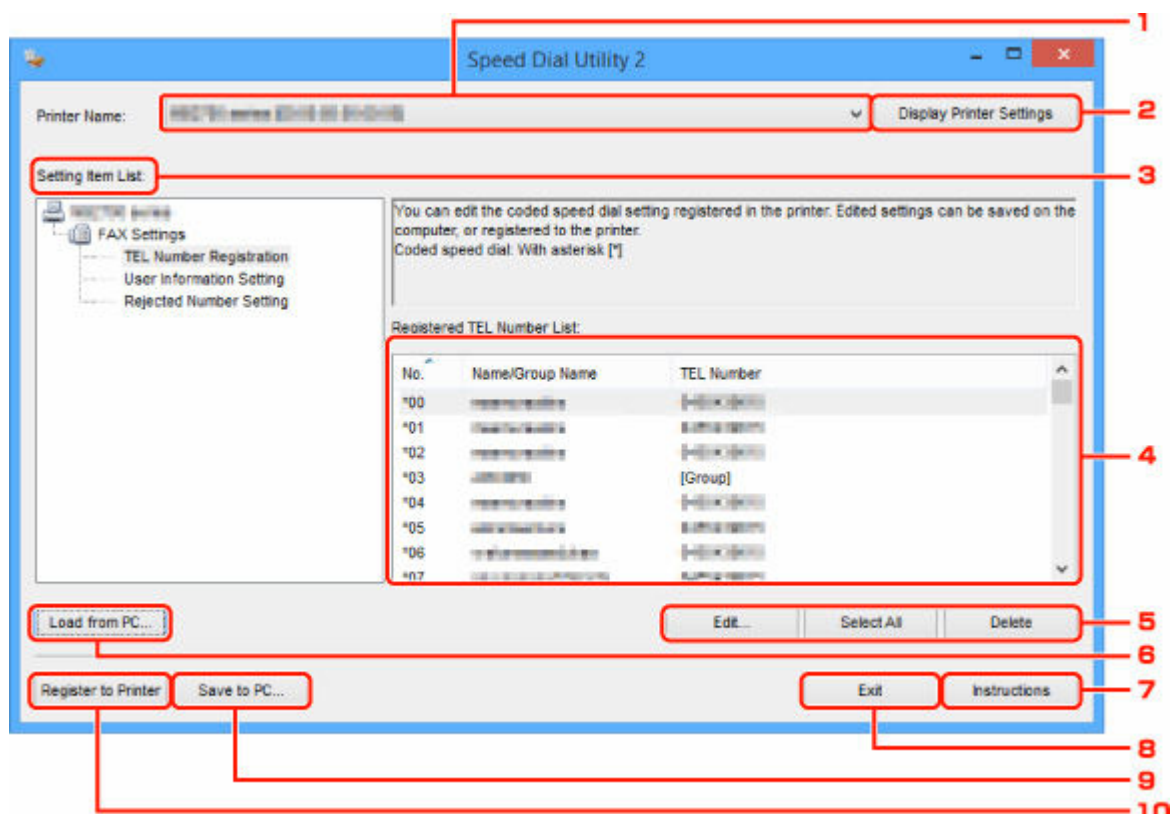 1
Speed Dial Utility 2
Printer Name:
Display Printer Settings
2
Setting Item List:
3
FAX Settings
TEL Number Registration
User Information Setting
Rejected Number Setting
You can edit the coded speed dial setting registered in the printer. Edited settings can be saved on the
computer, or registered to the printer.
Coded speed dial: With asterisk [*]
Registered TEL Number List:
No. Name/Group Name TEL Number
*00
*01
*02
*03 [Group]
*04
*05
*06
*07
4
Load from PC...
Edit... Select All Delete
5
6
Register to Printer Save to PC... Exit Instructions
7
8
9
10